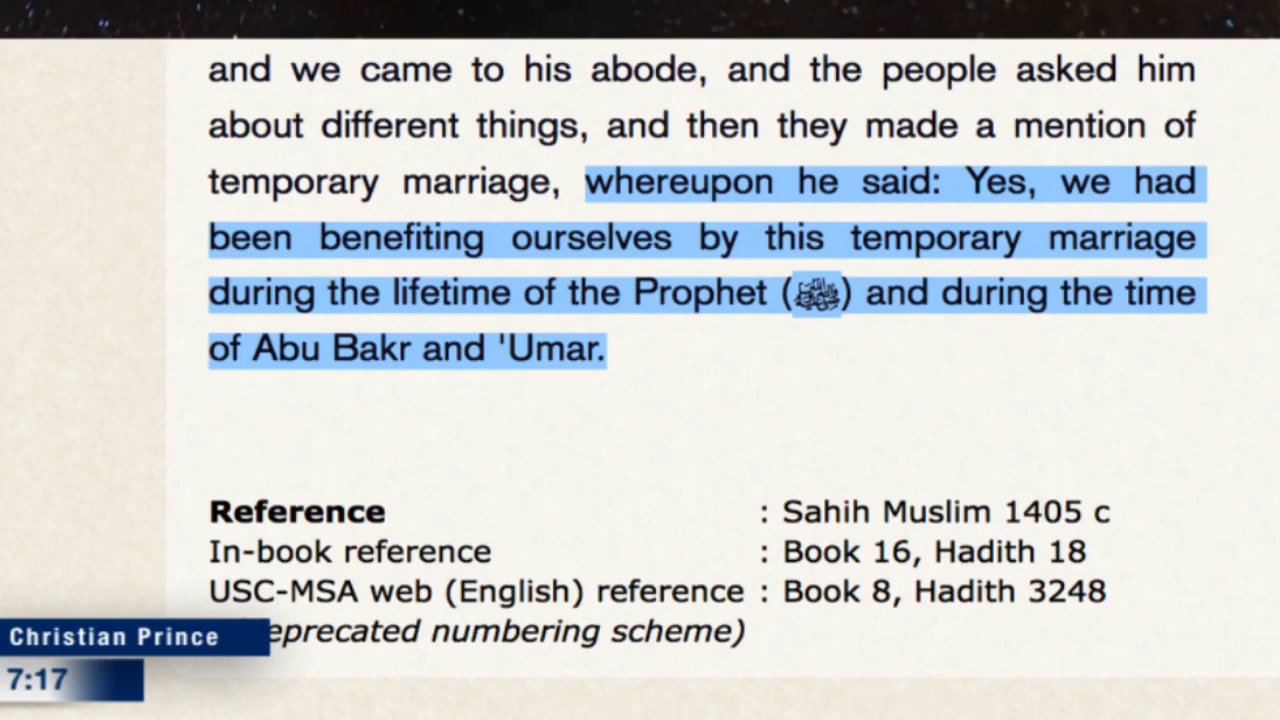 and we came to his abode, and the people asked him
about different things, and then they made a mention of
temporary marriage, whereupon he said: Yes, we had
been benefiting ourselves by this temporary marriage
during the lifetime of the Prophet (ﷺ) and during the time
of Abu Bakr and 'Umar.
Reference : Sahih Muslim 1405 c
In-book reference : Book 16, Hadith 18
USC-MSA web (English) reference : Book 8, Hadith 3248
eprecated numbering scheme)
Christian Prince
7:17